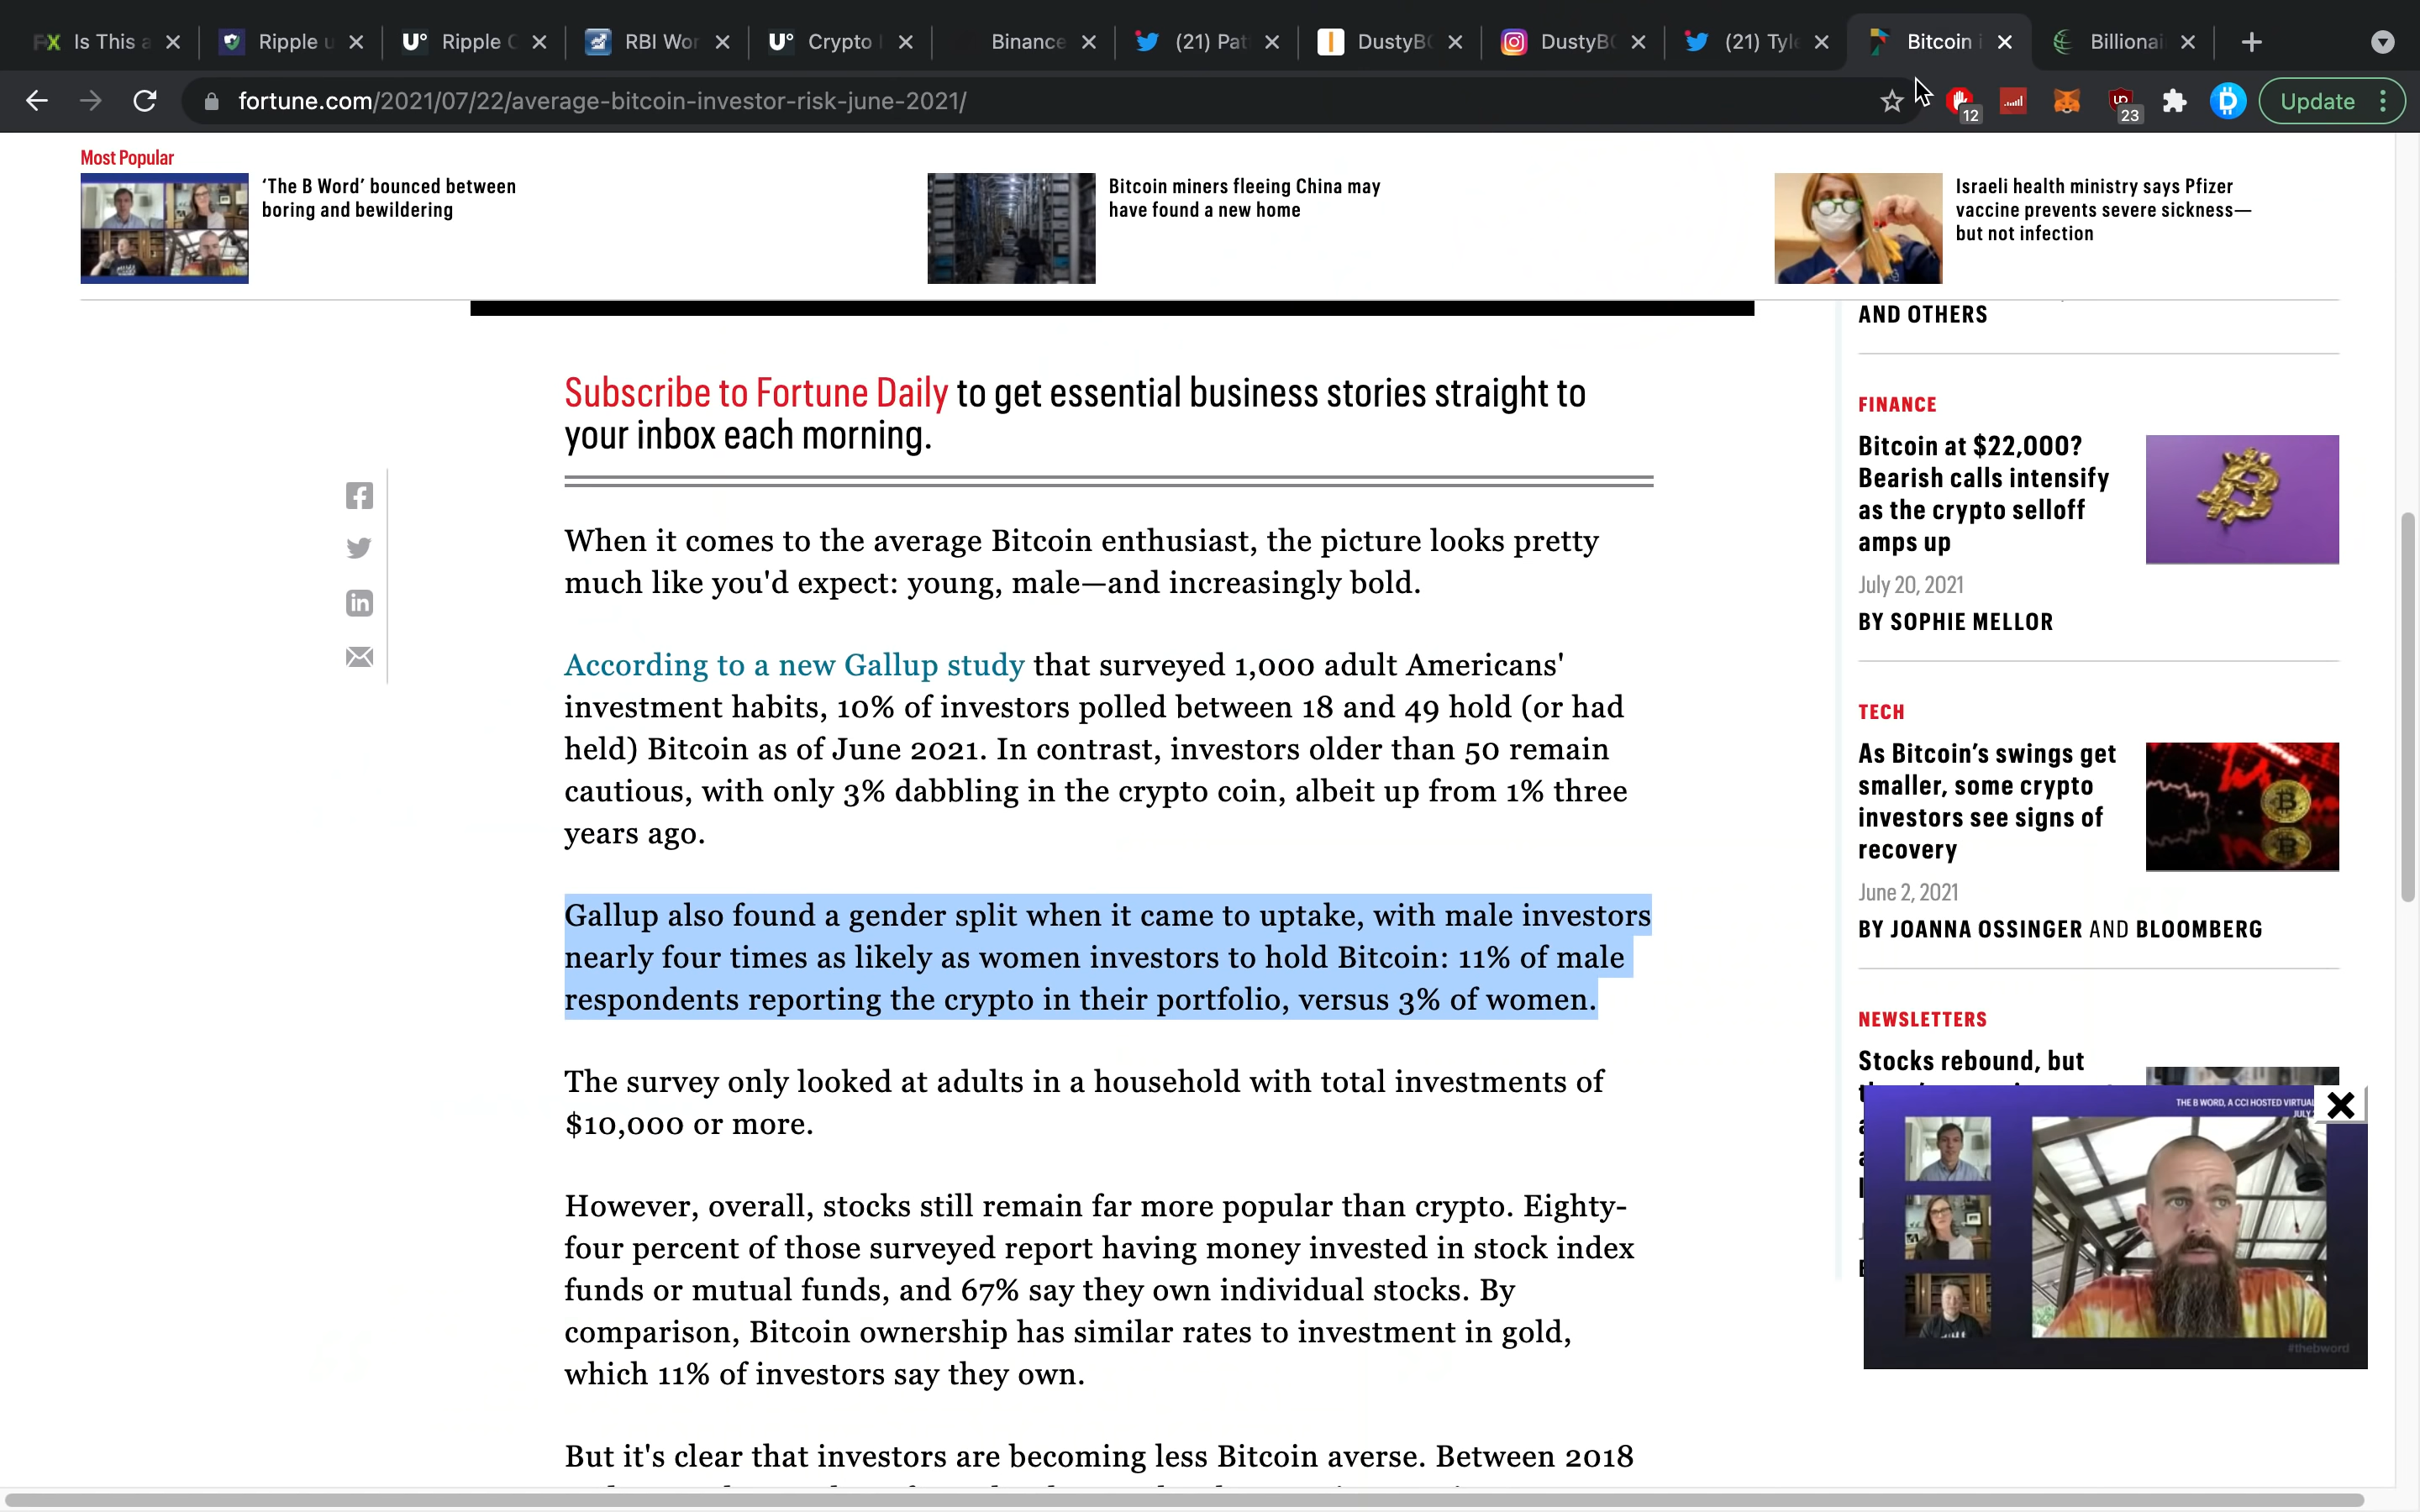 Is This a
Ripple u
Ripple C
RBI Wor
Crypto
Binance
(21) Pat
DustyBC
DustyBC
(21) Tyle
Bitcoin i
Billionai
fortune.com/2021/07/22/average-bitcoin-investor-risk-june-2021/
12
23
Update
Most Popular
‘The B Word’ bounced between
boring and bewildering
Bitcoin miners fleeing China may
have found a new home
Israeli health ministry says Pfizer
vaccine prevents severe sickness—
but not infection
Subscribe to Fortune Daily to get essential business stories straight to
your inbox each morning.
When it comes to the average Bitcoin enthusiast, the picture looks pretty
much like you'd expect: young, male—and increasingly bold.
According to a new Gallup study that surveyed 1,000 adult Americans'
investment habits, 10% of investors polled between 18 and 49 hold (or had
held) Bitcoin as of June 2021. In contrast, investors older than 50 remain
cautious, with only 3% dabbling in the crypto coin, albeit up from 1% three
years ago.
Gallup also found a gender split when it came to uptake, with male investors
nearly four times as likely as women investors to hold Bitcoin: 11% of male
respondents reporting the crypto in their portfolio, versus 3% of women.
The survey only looked at adults in a household with total investments of
$10,000 or more.
However, overall, stocks still remain far more popular than crypto. Eighty-
four percent of those surveyed report having money invested in stock index
funds or mutual funds, and 67% say they own individual stocks. By
comparison, Bitcoin ownership has similar rates to investment in gold,
which 11% of investors say they own.
But it's clear that investors are becoming less Bitcoin averse. Between 2018
AND OTHERS
FINANCE
Bitcoin at $22,000?
Bearish calls intensify
as the crypto selloff
amps up
July 20, 2021
BY SOPHIE MELLOR
TECH
As Bitcoin’s swings get
smaller, some crypto
investors see signs of
recovery
June 2, 2021
BY JOANNA OSSINGER AND BLOOMBERG
NEWSLETTERS
Stocks rebound, but
THE B WORD, A CCI HOSTED VIRTUAL
JULY
#thebword